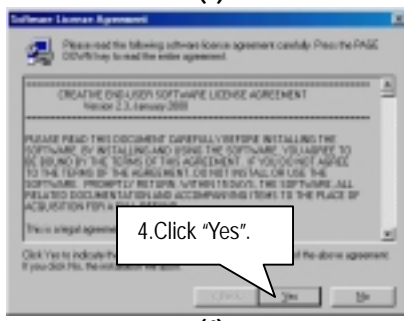 Software License Agreement
Please read the following software license agreement carefully. Press the PAGE
DOWN key to read the entire agreement.
CREATIVE END-USER SOFTWARE LICENSE AGREEMENT
Version 2.3, January 2000
PLEASE READ THIS DOCUMENT CAREFULLY BEFORE INSTALLING THE
SOFTWARE. BY INSTALLING AND USING THE SOFTWARE, YOU AGREE TO
BE BOUND BY THE TERMS OF THIS AGREEMENT. IF YOU DO NOT AGREE
TO THE TERMS OF THE AGREEMENT, DO NOT INSTALL OR USE THE
SOFTWARE. PROMPTLY RETURN, WITHIN 15 DAYS, THE SOFTWARE, ALL
RELATED DOCUMENTATION AND ACCOMPANYING ITEMS TO THE PLACE OF
ACQUISITION FOR A
This is a legal agreement
4.Click “Yes”.
Click Yes to indicate of the above agreement.
If you click No, the
Yes No